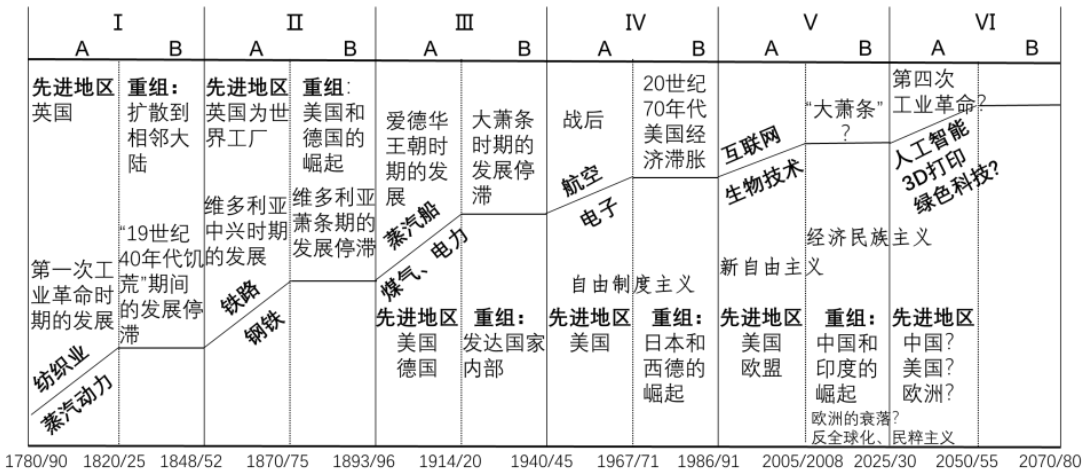 I
II
III
IV
V
VI
A
B
A
B
A
B
A
B
A
B
A
B
先进地区
英国
重组：
扩散到
相邻大
陆
先进地区
英国为世
界工厂
重组:
美国和
德国的
崛起
爱德华
王朝时
期的发
展
大萧条
时期的
发展停
滞
战后
20世纪
70年代
美国经
济滞胀
“大萧条”
?
第四次
工业革命?
第一次工
业革命时
期的发展
“19世纪
40年代饥
荒”期间
的发展停
滞
维多利亚
中兴时期
的发展
维多利亚
萧条期的
发展停滞
纺织业
蒸汽动力
铁路
钢铁
蒸汽船
煤气、电力
航空
电子
互联网
生物技术
人工智能
3D打印
绿色科技?
自由制度主义
新自由主义
经济民族主义
先进地区
美国
德国
重组：
发达国家
内部
先进地区
美国
重组：
日本和
西德的
崛起
先进地区
美国
欧盟
重组：
中国和
印度的
崛起
欧洲的衰落?
反全球化、民粹主义
先进地区
中国?
美国?
欧洲?
1780/90 1820/25 1848/52 1870/75 1893/96 1914/20 1940/45 1967/71 1986/91 2005/2008 2025/30 2050/55 2070/80